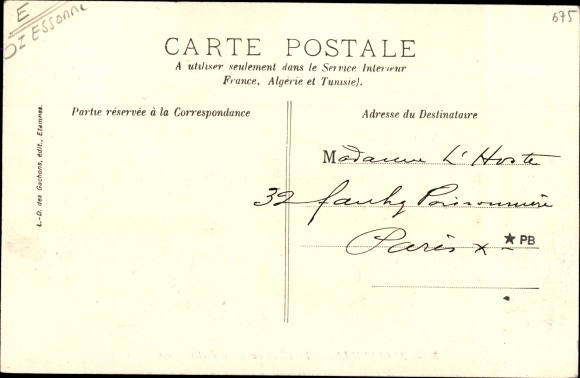 E
DI ESSONNE
675
CARTE POSTALE
A utiliser seulement dans le Service Intérieur
France, Algérie et Tunisie).
Partie réservée à la Correspondance
Adresse du Destinataire
L.-D. des Gachons, édit., Etampes.
Madame L'Hoste
32 faubg Poissonnière
Paris x
★ PB